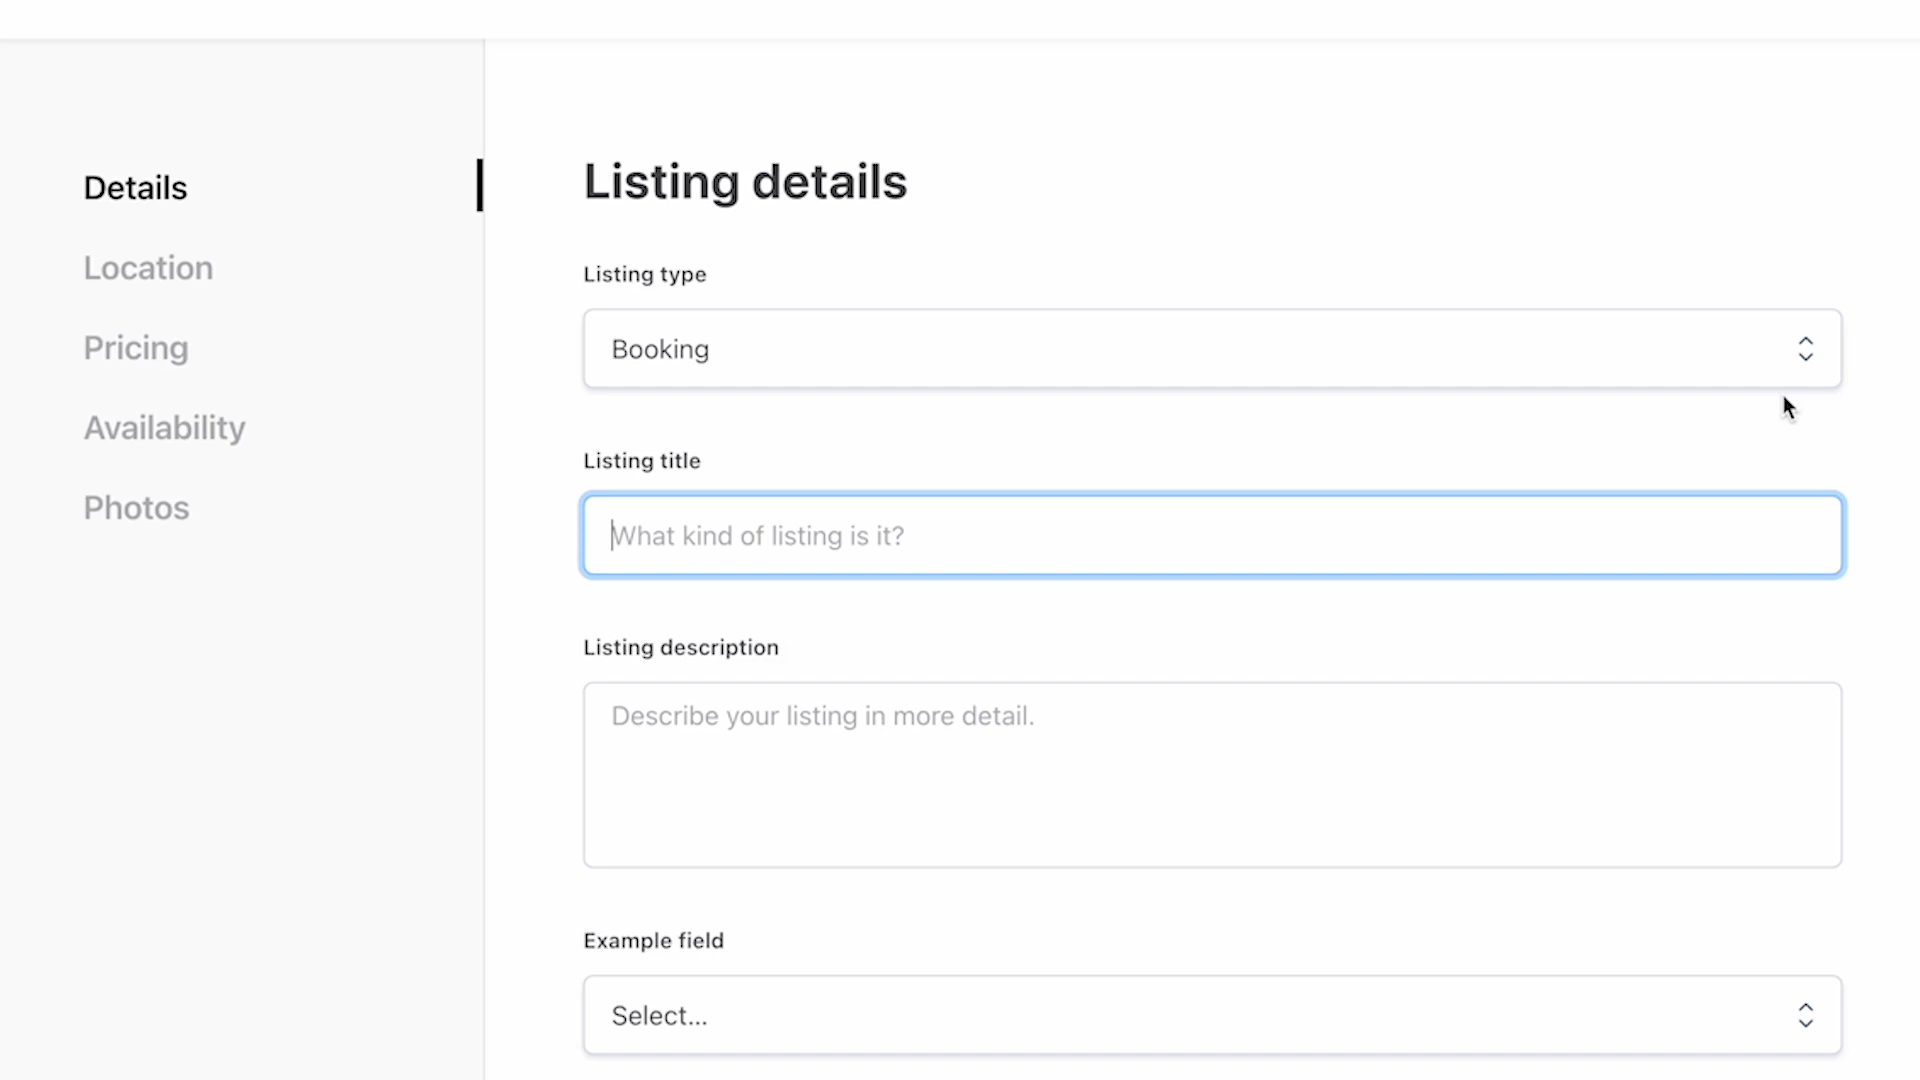 Details
Location
Pricing
Availability
Photos
Listing details
Listing type
Booking
Listing title
What kind of listing is it?
Listing description
Describe your listing in more detail.
Example field
Select...